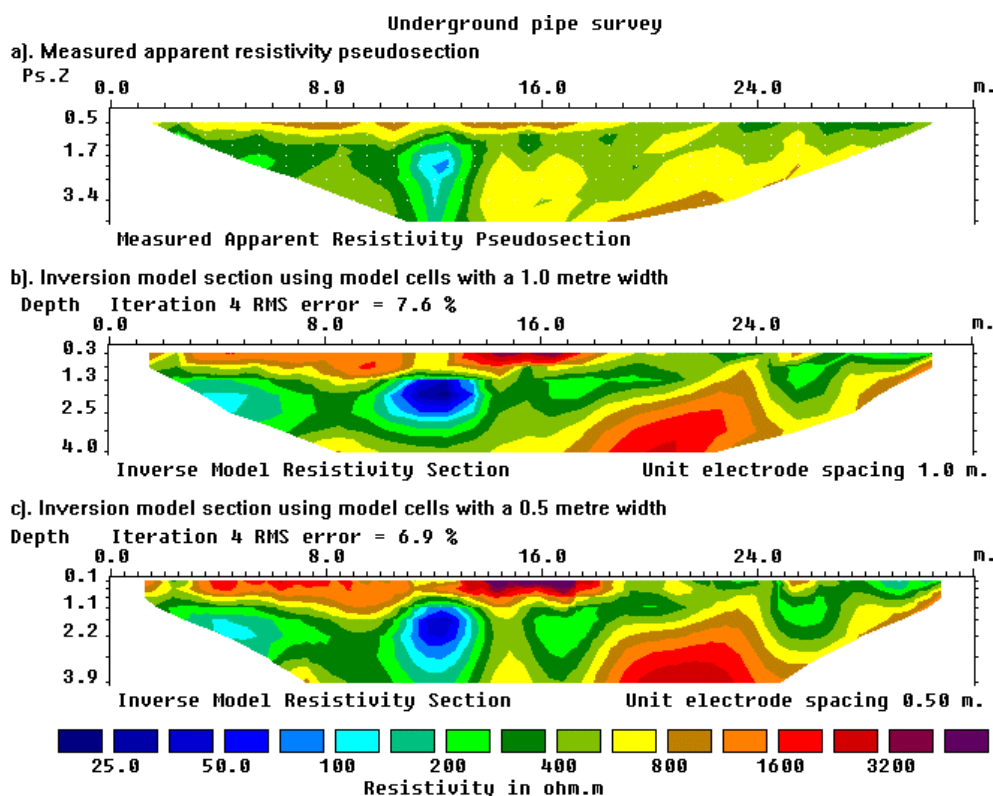 Underground pipe survey
a). Measured apparent resistivity pseudosection
Ps.Z
0.0 8.0 16.0 24.0 m.
0.5
1.7
3.4
Measured Apparent Resistivity Pseudosection
b). Inversion model section using model cells with a 1.0 metre width
Depth Iteration 4 RMS error = 7.6 %
0.0 8.0 16.0 24.0 m.
0.3
1.3
2.5
4.0
Inverse Model Resistivity Section Unit electrode spacing 1.0 m.
c). Inversion model section using model cells with a 0.5 metre width
Depth Iteration 4 RMS error = 6.9 %
0.0 8.0 16.0 24.0 m.
0.1
1.1
2.2
3.9
Inverse Model Resistivity Section Unit electrode spacing 0.50 m.
25.0 50.0 100 200 400 800 1600 3200
Resistivity in ohm.m